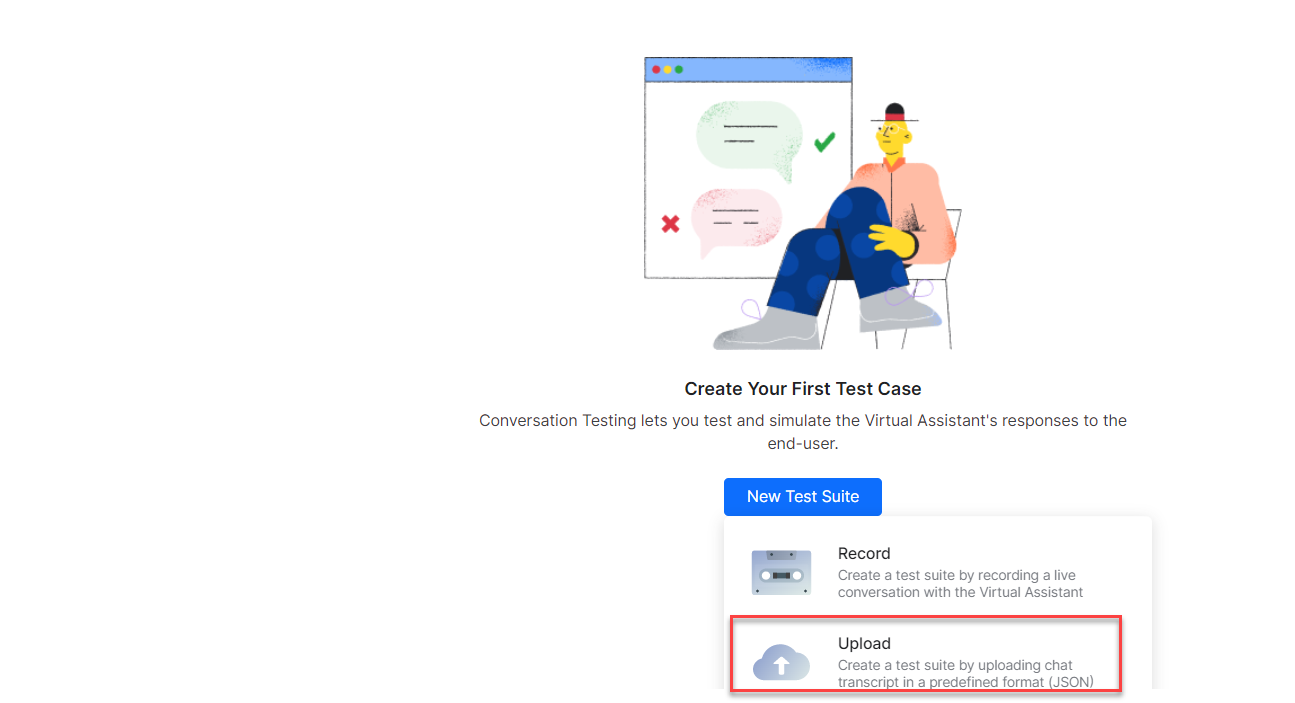 Create Your First Test Case
Conversation Testing lets you test and simulate the Virtual Assistant's responses to the
end-user.
New Test Suite
Record
Create a test suite by recording a live
conversation with the Virtual Assistant
Upload
Create a test suite by uploading chat
transcript in a predefined format (JSON)